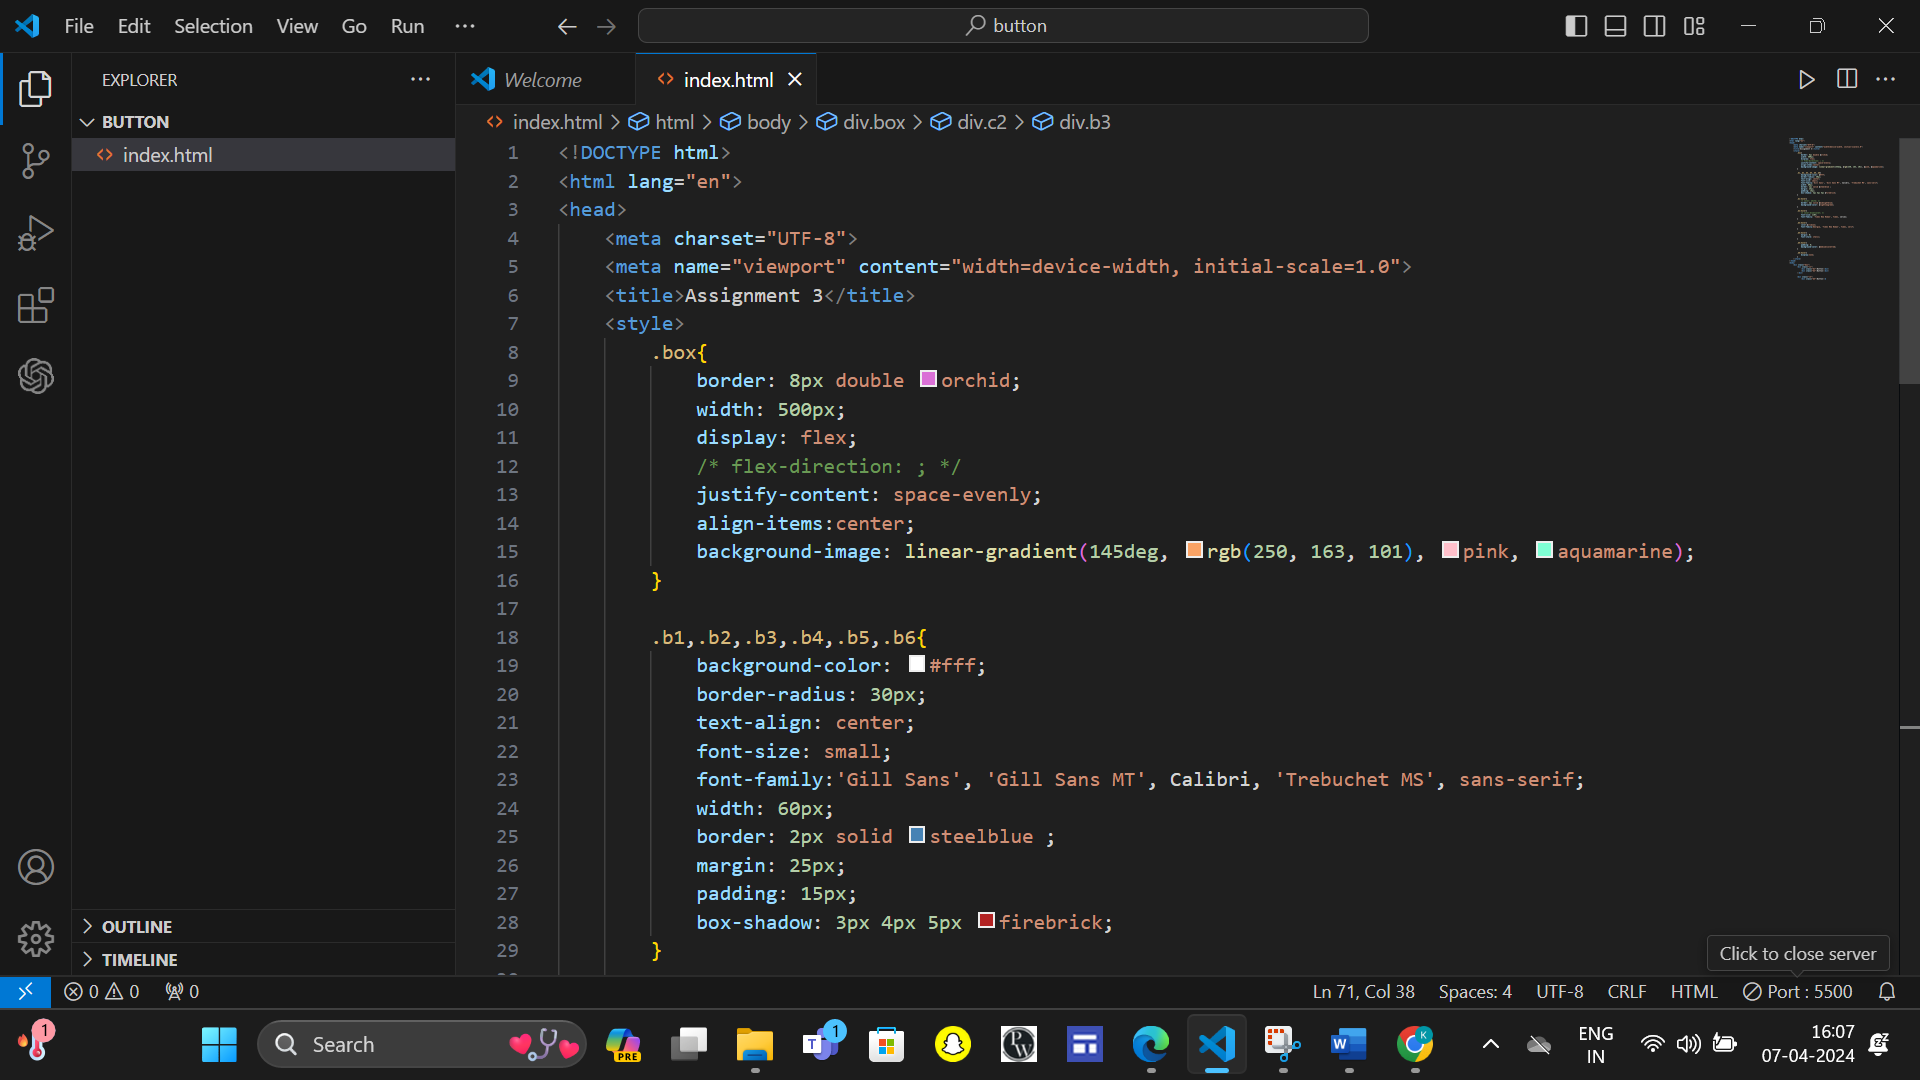 File Edit Selection View Go Run ···
button
EXPLORER
BUTTON
index.html
OUTLINE
TIMELINE
Welcome
index.html
index.html > html > body > div.box > div.c2 > div.b3
1 <!DOCTYPE html>
2 <html lang="en">
3 <head>
4 <meta charset="UTF-8">
5 <meta name="viewport" content="width=device-width, initial-scale=1.0">
6 <title>Assignment 3</title>
7 <style>
8 .box{
9 border: 8px double orchid;
10 width: 500px;
11 display: flex;
12 /* flex-direction: ; */
13 justify-content: space-evenly;
14 align-items:center;
15 background-image: linear-gradient(145deg, rgb(250, 163, 101), pink, aquamarine);
16 }
17
18 .b1,.b2,.b3,.b4,.b5,.b6{
19 background-color: #fff;
20 border-radius: 30px;
21 text-align: center;
22 font-size: small;
23 font-family:'Gill Sans', 'Gill Sans MT', Calibri, 'Trebuchet MS', sans-serif;
24 width: 60px;
25 border: 2px solid steelblue ;
26 margin: 25px;
27 padding: 15px;
28 box-shadow: 3px 4px 5px firebrick;
29 }
Click to close server
0 0 0
Ln 71, Col 38 Spaces: 4 UTF-8 CRLF HTML Port : 5500
1
Search
PRE
T 1
PW
W
K
ENG
IN
16:07
07-04-2024